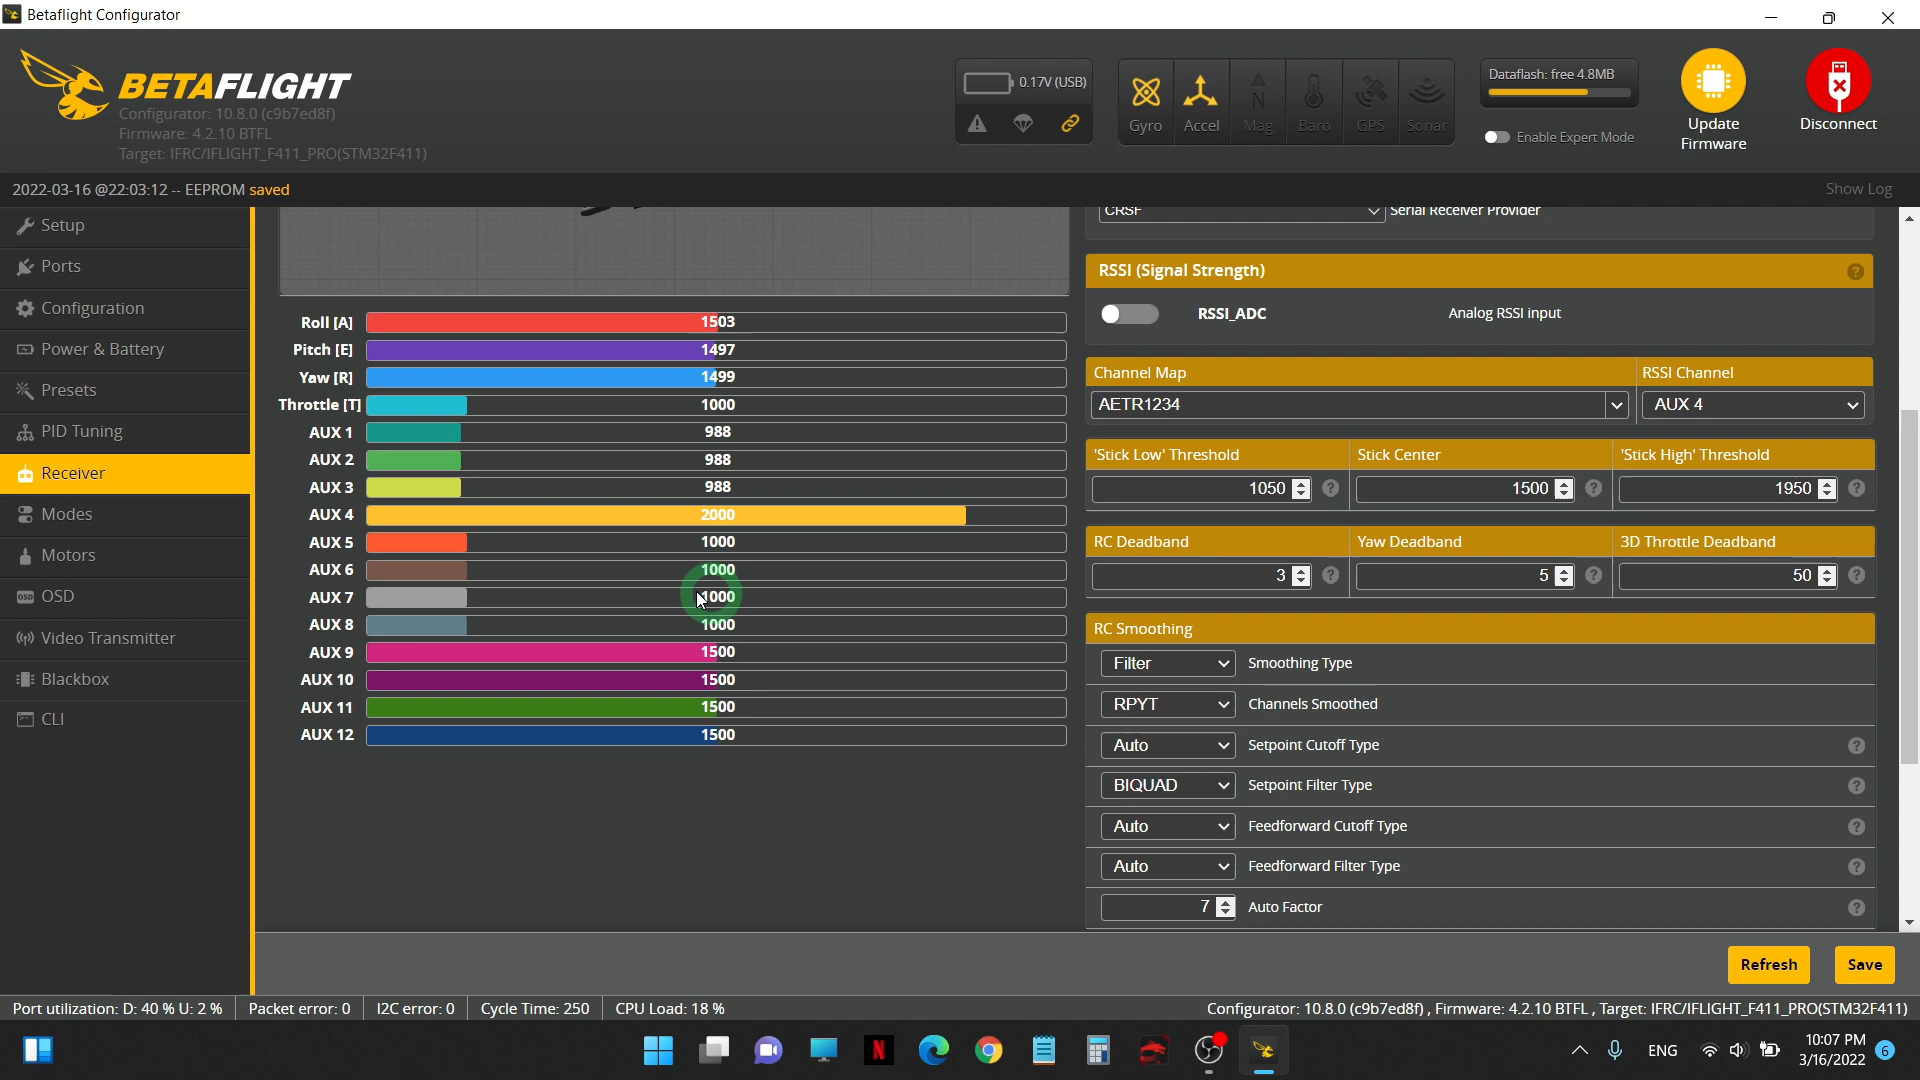 Betaflight Configurator
BETAFLIGHT
Configurator: 10.8.0 (c9b7ed8f)
Firmware: 4.2.10 BTFL
Target: IFRC/IFLIGHT_F411_PRO(STM32F411)
0.17V (USB)
Gyro Accel Mag Baro GPS Sonar
Dataflash: free 4.8MB
Enable Expert Mode
Update Firmware
Disconnect
2022-03-16 @22:03:12 -- EEPROM saved
Show Log
Setup
Ports
Configuration
Power & Battery
Presets
PID Tuning
Receiver
Modes
Motors
OSD
Video Transmitter
Blackbox
CLI
Roll [A] 1503
Pitch [E] 1497
Yaw [R] 1499
Throttle [T] 1000
AUX 1 988
AUX 2 988
AUX 3 988
AUX 4 2000
AUX 5 1000
AUX 6 1000
AUX 7 1000
AUX 8 1000
AUX 9 1500
AUX 10 1500
AUX 11 1500
AUX 12 1500
CRSF Serial Receiver Provider
RSSI (Signal Strength)
RSSI_ADC Analog RSSI input
Channel Map RSSI Channel
AETR1234 AUX 4
'Stick Low' Threshold Stick Center 'Stick High' Threshold
1050 1500 1950
RC Deadband Yaw Deadband 3D Throttle Deadband
3 5 50
RC Smoothing
Filter Smoothing Type
RPYT Channels Smoothed
Auto Setpoint Cutoff Type
BIQUAD Setpoint Filter Type
Auto Feedforward Cutoff Type
Auto Feedforward Filter Type
7 Auto Factor
Refresh Save
Port utilization: D: 40 % U: 2 % Packet error: 0 I2C error: 0 Cycle Time: 250 CPU Load: 18 % Configurator: 10.8.0 (c9b7ed8f) , Firmware: 4.2.10 BTFL , Target: IFRC/IFLIGHT_F411_PRO(STM32F411)
N
ENG
10:07 PM
3/16/2022
6